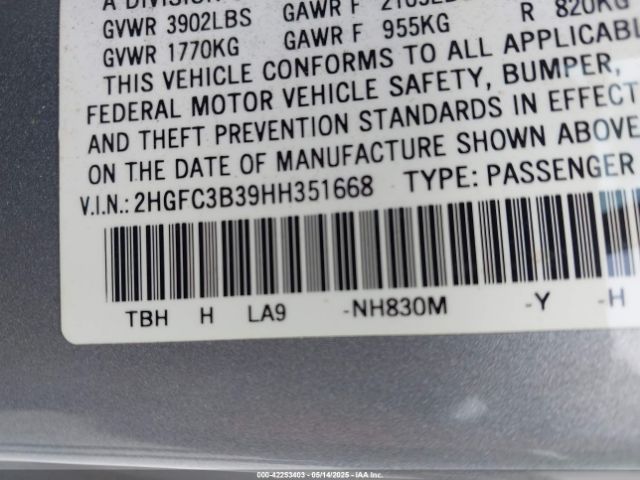 A DIVISION
GVWR 3902LBS GAWR F R
GVWR 1770KG GAWR F 955KG R 820KG
THIS VEHICLE CONFORMS TO ALL APPLICABLE
FEDERAL MOTOR VEHICLE SAFETY, BUMPER,
AND THEFT PREVENTION STANDARDS IN EFFECT
ON THE DATE OF MANUFACTURE SHOWN ABOVE
V.I.N.: 2HGFC3B39HH351668 TYPE: PASSENGER
TBH H LA9 -NH830M -Y -H
000-42253403 - 05/14/2025 - IAA Inc.